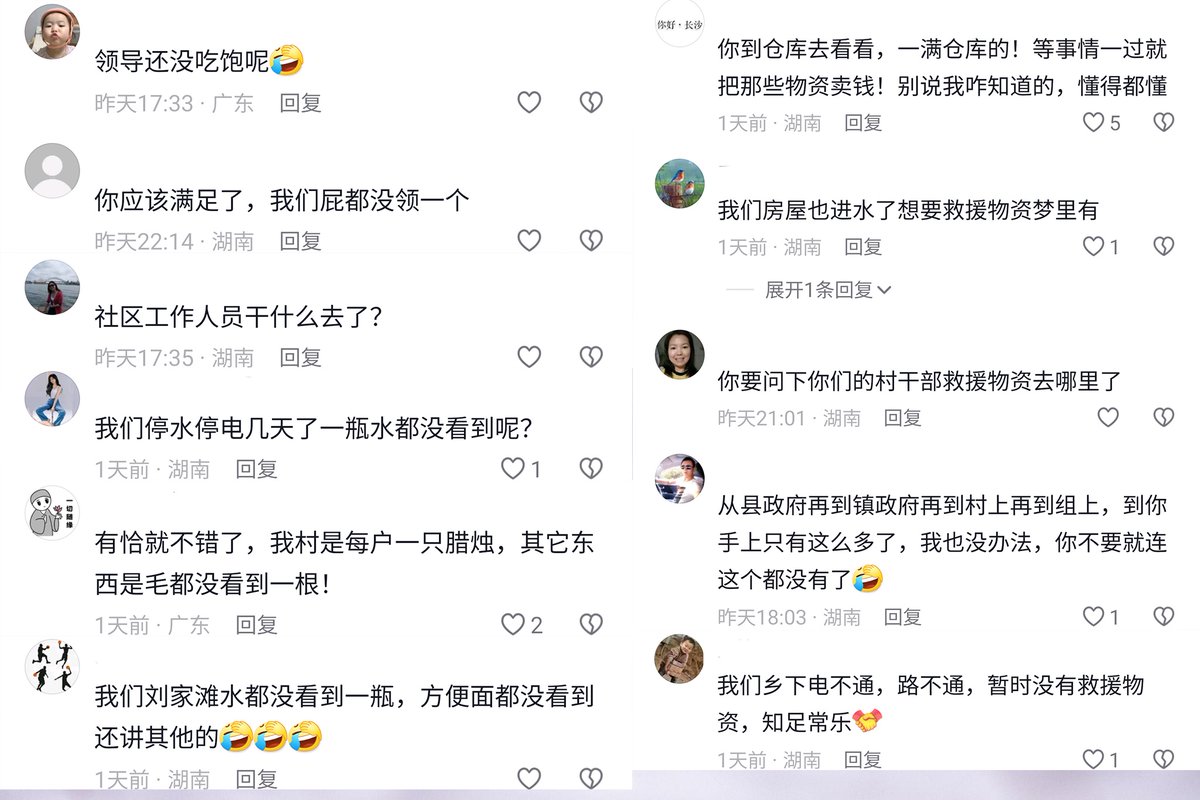 领导还没吃饱呢🤣
昨天17:33 · 广东 回复
你应该满足了，我们屁都没领一个
昨天22:14 · 湖南 回复
社区工作人员干什么去了？
昨天17:35 · 湖南 回复
我们停水停电几天了一瓶水都没看到呢？
1天前 · 湖南 回复 1
一切随缘
有恰就不错了，我村是每户一只腊烛，其它东
西是毛都没看到一根！
1天前 · 广东 回复 2
我们刘家滩水都没看到一瓶，方便面都没看到
还讲其他的🤣🤣🤣
1天前 · 湖南 回复
你好·长沙
你到仓库去看看，一满仓库的！等事情一过就
把那些物资卖钱！别说我咋知道的，懂得都懂
1天前 · 湖南 回复 5
我们房屋也进水了想要救援物资梦里有
1天前 · 湖南 回复 1
展开1条回复
你要问下你们的村干部救援物资去哪里了
昨天21:01 · 湖南 回复
从县政府再到镇政府再到村上再到组上，到你
手上只有这么多了，我也没办法，你不要就连
这个都没有了🤣
昨天18:03 · 湖南 回复 1
我们乡下电不通，路不通，暂时没有救援物
资，知足常乐🤝
1天前 · 湖南 回复 1